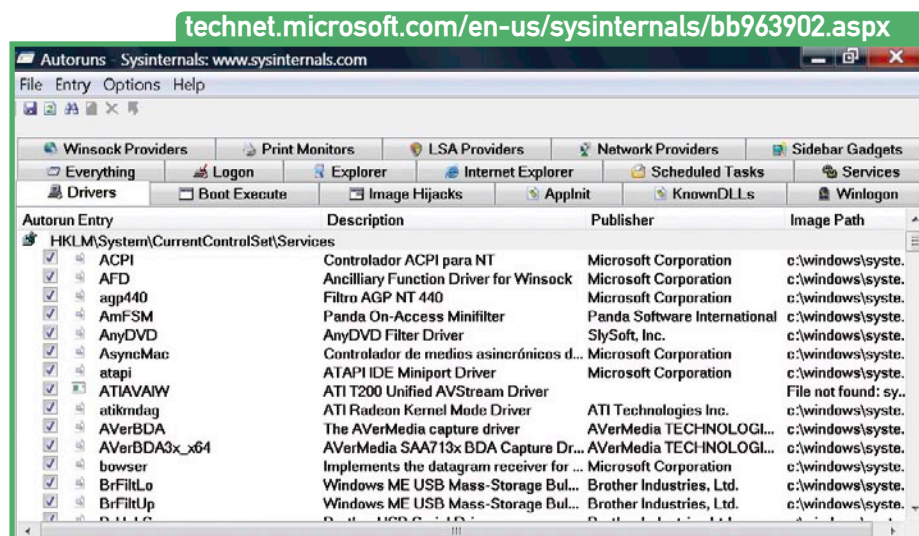 technet.microsoft.com/en-us/sysinternals/bb963902.aspx
Autoruns - Sysinternals: www.sysinternals.com
File Entry Options Help
Winsock Providers Print Monitors LSA Providers Network Providers Sidebar Gadgets
Everything Logon Explorer Internet Explorer Scheduled Tasks Services
Drivers Boot Execute Image Hijacks AppInit KnownDLLs Winlogon
Autorun Entry Description Publisher Image Path
HKLM\System\CurrentControlSet\Services
ACPI Controlador ACPI para NT Microsoft Corporation c:\windows\syste.
AFD Ancilliary Function Driver for Winsock Microsoft Corporation c:\windows\syste.
agp440 Filtro AGP NT 440 Microsoft Corporation c:\windows\syste.
AmFSM Panda On-Access Minifilter Panda Software International c:\windows\syste.
AnyDVD AnyDVD Filter Driver SlySoft, Inc. c:\windows\syste.
AsyncMac Controlador de medios asincrónicos d... Microsoft Corporation c:\windows\syste.
atapi ATAPI IDE Miniport Driver Microsoft Corporation c:\windows\syste.
ATIAVAIW ATI T200 Unified AVStream Driver File not found: sy..
atikmdag ATI Radeon Kernel Mode Driver ATI Technologies Inc. c:\windows\syste.
AVerBDA The AVerMedia capture driver AVerMedia TECHNOLOGI... c:\windows\syste.
AVerBDA3x_x64 AVerMedia SAA713x BDA Capture Dr... AVerMedia TECHNOLOGI... c:\windows\syste.
bowser Implements the datagram receiver for ... Microsoft Corporation c:\windows\syste.
BrFiltLo Windows ME USB Mass-Storage Bul... Brother Industries, Ltd. c:\windows\syste.
BrFiltUp Windows ME USB Mass-Storage Bul... Brother Industries, Ltd. c:\windows\syste.